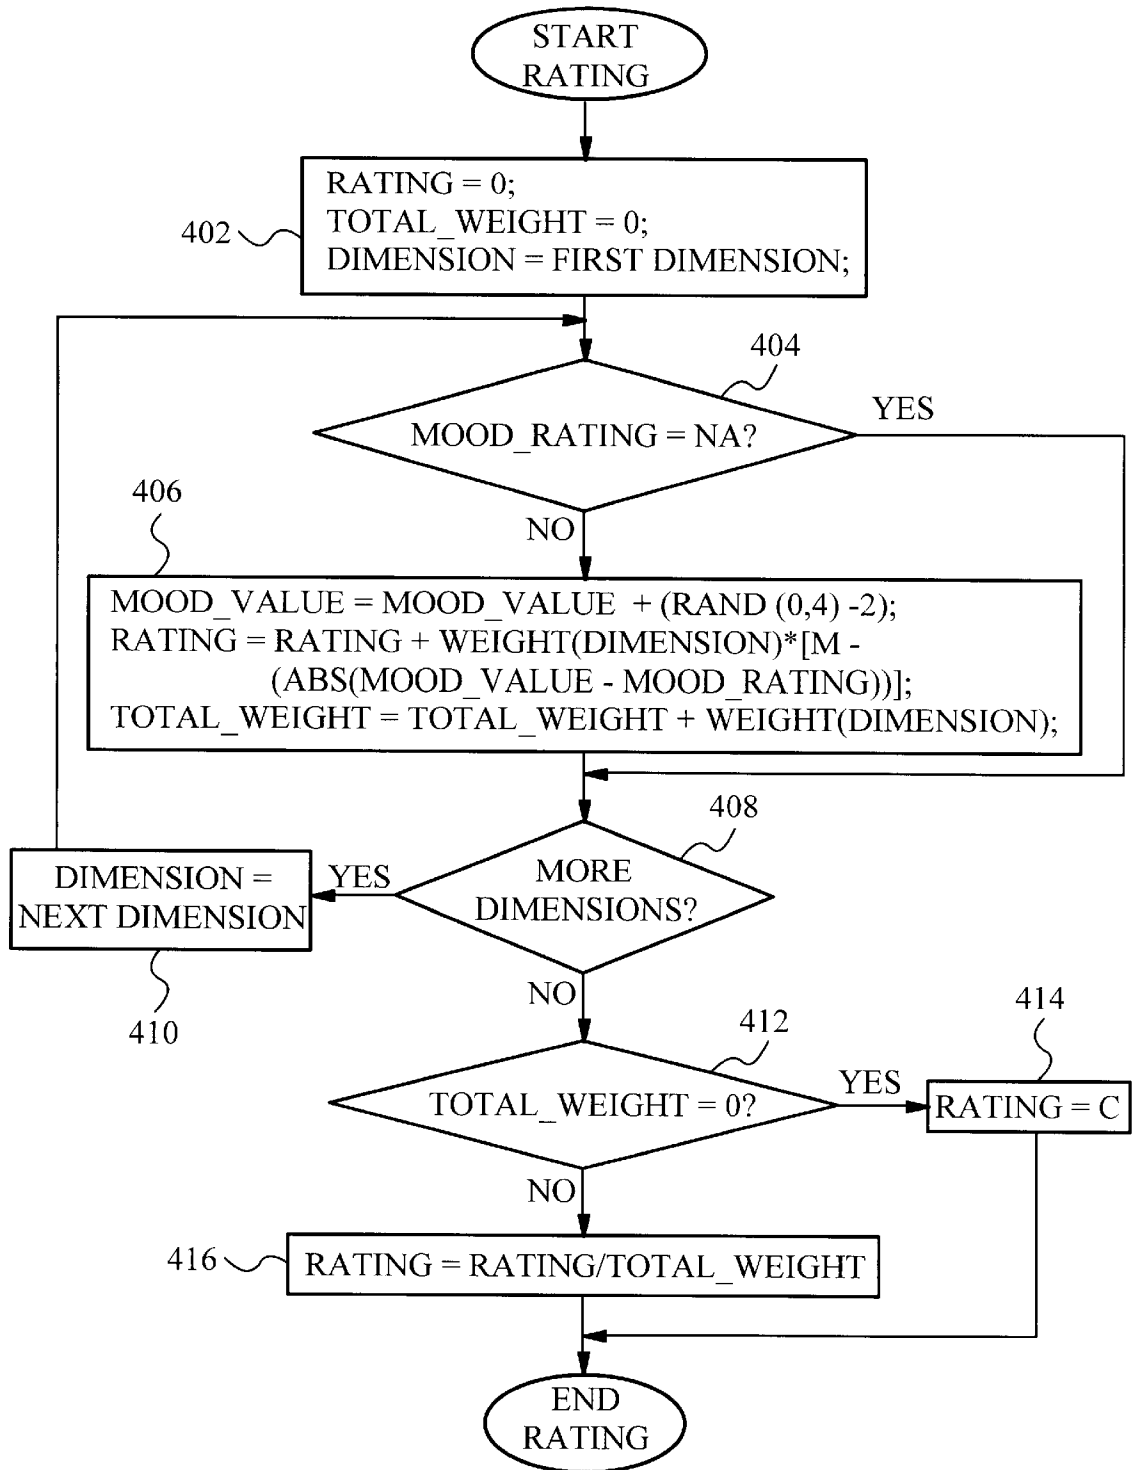 START
RATING
RATING = 0;
TOTAL_WEIGHT = 0;
DIMENSION = FIRST DIMENSION;
402
404
MOOD_RATING = NA?
YES
NO
406
MOOD_VALUE = MOOD_VALUE + (RAND (0,4) -2);
RATING = RATING + WEIGHT(DIMENSION)*[M -
(ABS(MOOD_VALUE - MOOD_RATING))];
TOTAL_WEIGHT = TOTAL_WEIGHT + WEIGHT(DIMENSION);
408
MORE
DIMENSIONS?
YES
DIMENSION =
NEXT DIMENSION
410
NO
412
TOTAL_WEIGHT = 0?
YES
414
RATING = C
NO
416
RATING = RATING/TOTAL_WEIGHT
END
RATING